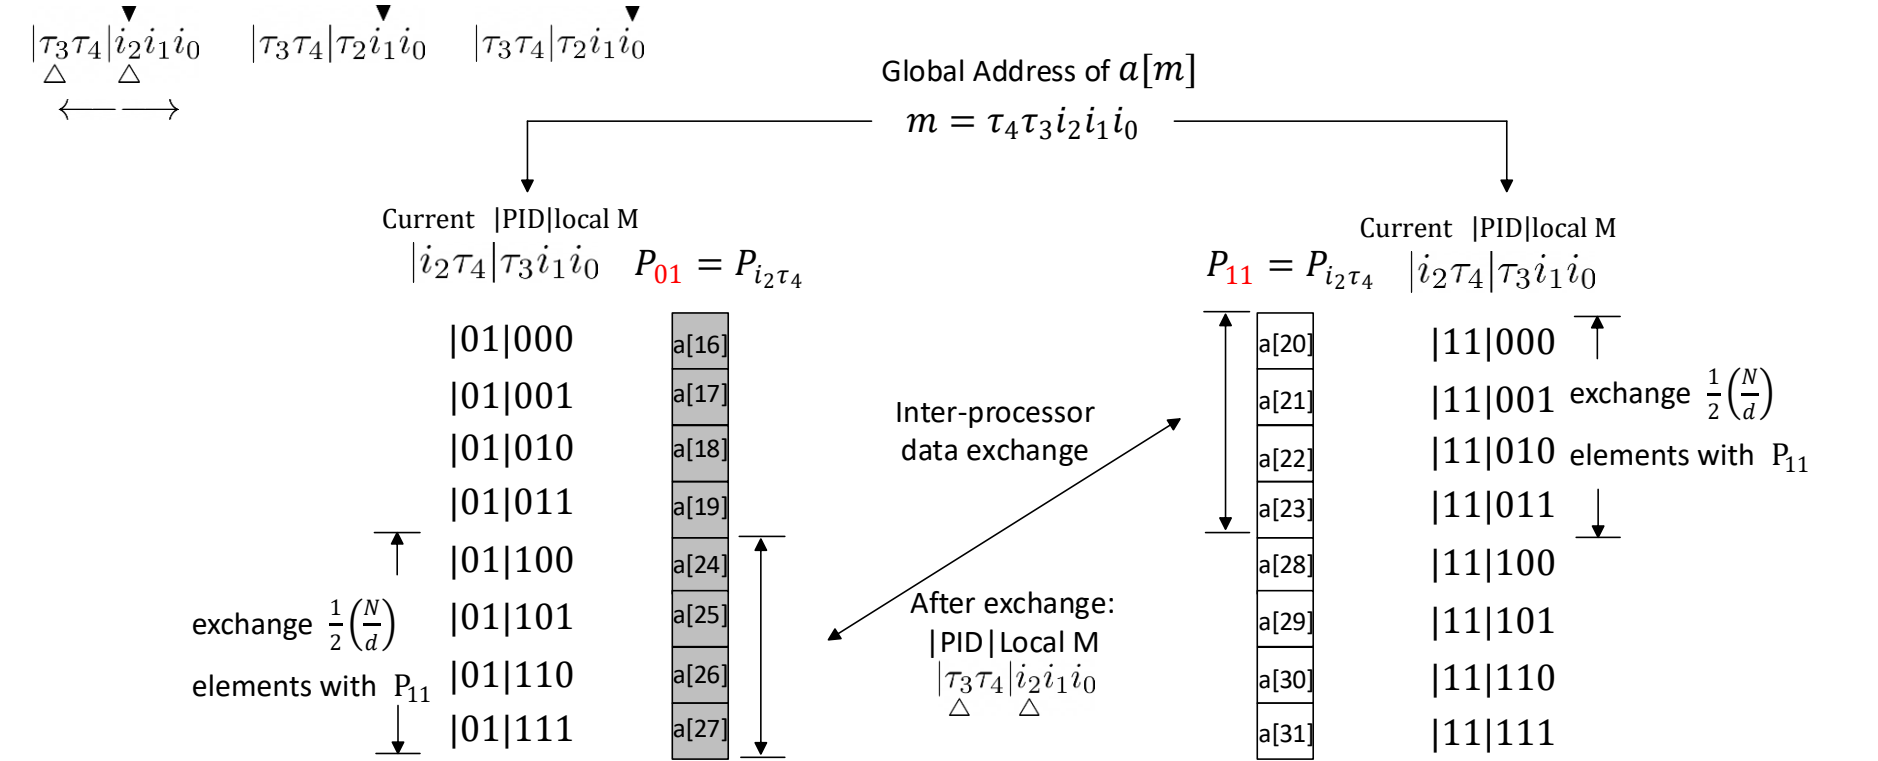 ▼ ▼ ▼
|τ₃τ₄|i₂i₁i₀ |τ₃τ₄|τ₂i₁i₀ |τ₃τ₄|τ₂i₁i₀
△ △
Global Address of a[m]
m = τ₄τ₃i₂i₁i₀
Current |PID|local M
|i₂τ₄|τ₃i₁i₀ P₀₁ = P_{i₂τ₄}
|01|000 a[16]
|01|001 a[17]
|01|010 a[18]
|01|011 a[19]
|01|100 a[24]
|01|101 a[25]
|01|110 a[26]
|01|111 a[27]
exchange 1/2 (N/d)
elements with P₁₁
Inter-processor
data exchange
After exchange:
|PID|Local M
|τ₃τ₄|i₂i₁i₀
△ △
Current |PID|local M
P₁₁ = P_{i₂τ₄} |i₂τ₄|τ₃i₁i₀
a[20] |11|000
a[21] |11|001
a[22] |11|010
a[23] |11|011
a[28] |11|100
a[29] |11|101
a[30] |11|110
a[31] |11|111
exchange 1/2 (N/d)
elements with P₁₁